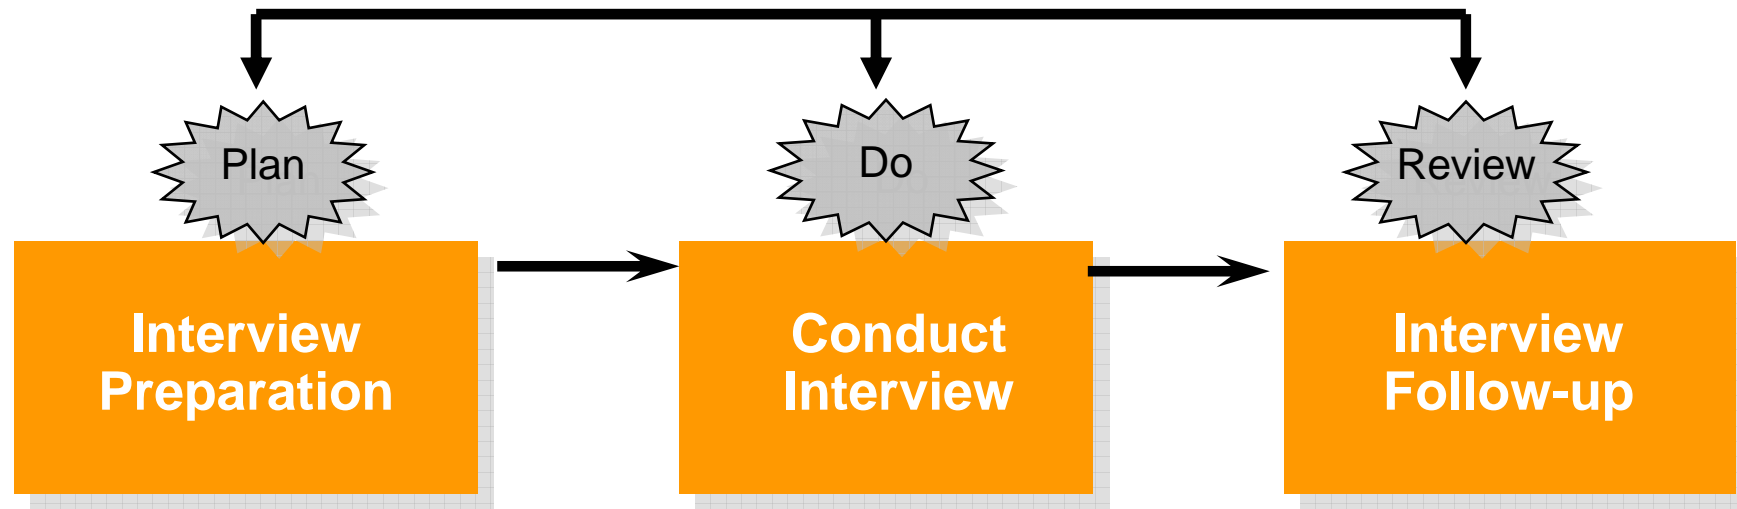 Plan
Do
Review
Interview
Preparation
Conduct
Interview
Interview
Follow-up